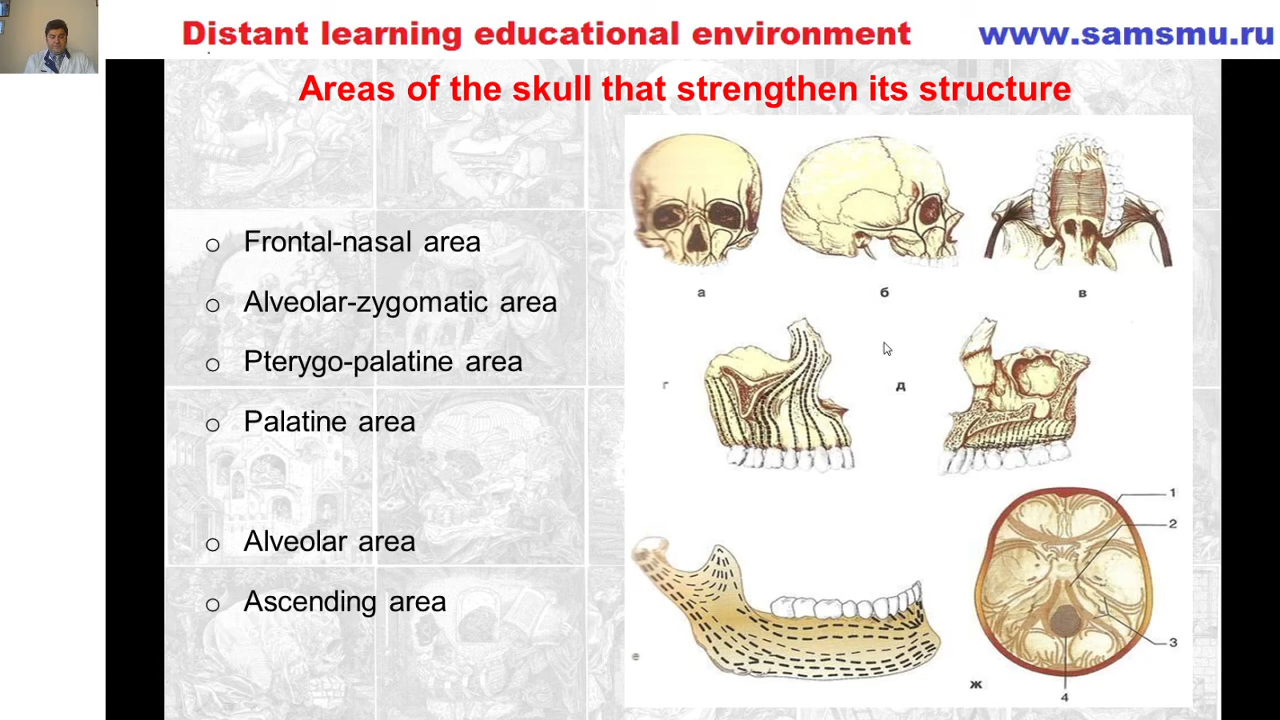 Distant learning educational environment
www.samsmu.ru
Areas of the skull that strengthen its structure
Frontal-nasal area
Alveolar-zygomatic area
Pterygo-palatine area
Palatine area
Alveolar area
Ascending area
а
б
в
г
д
е
ж
1
2
3
4